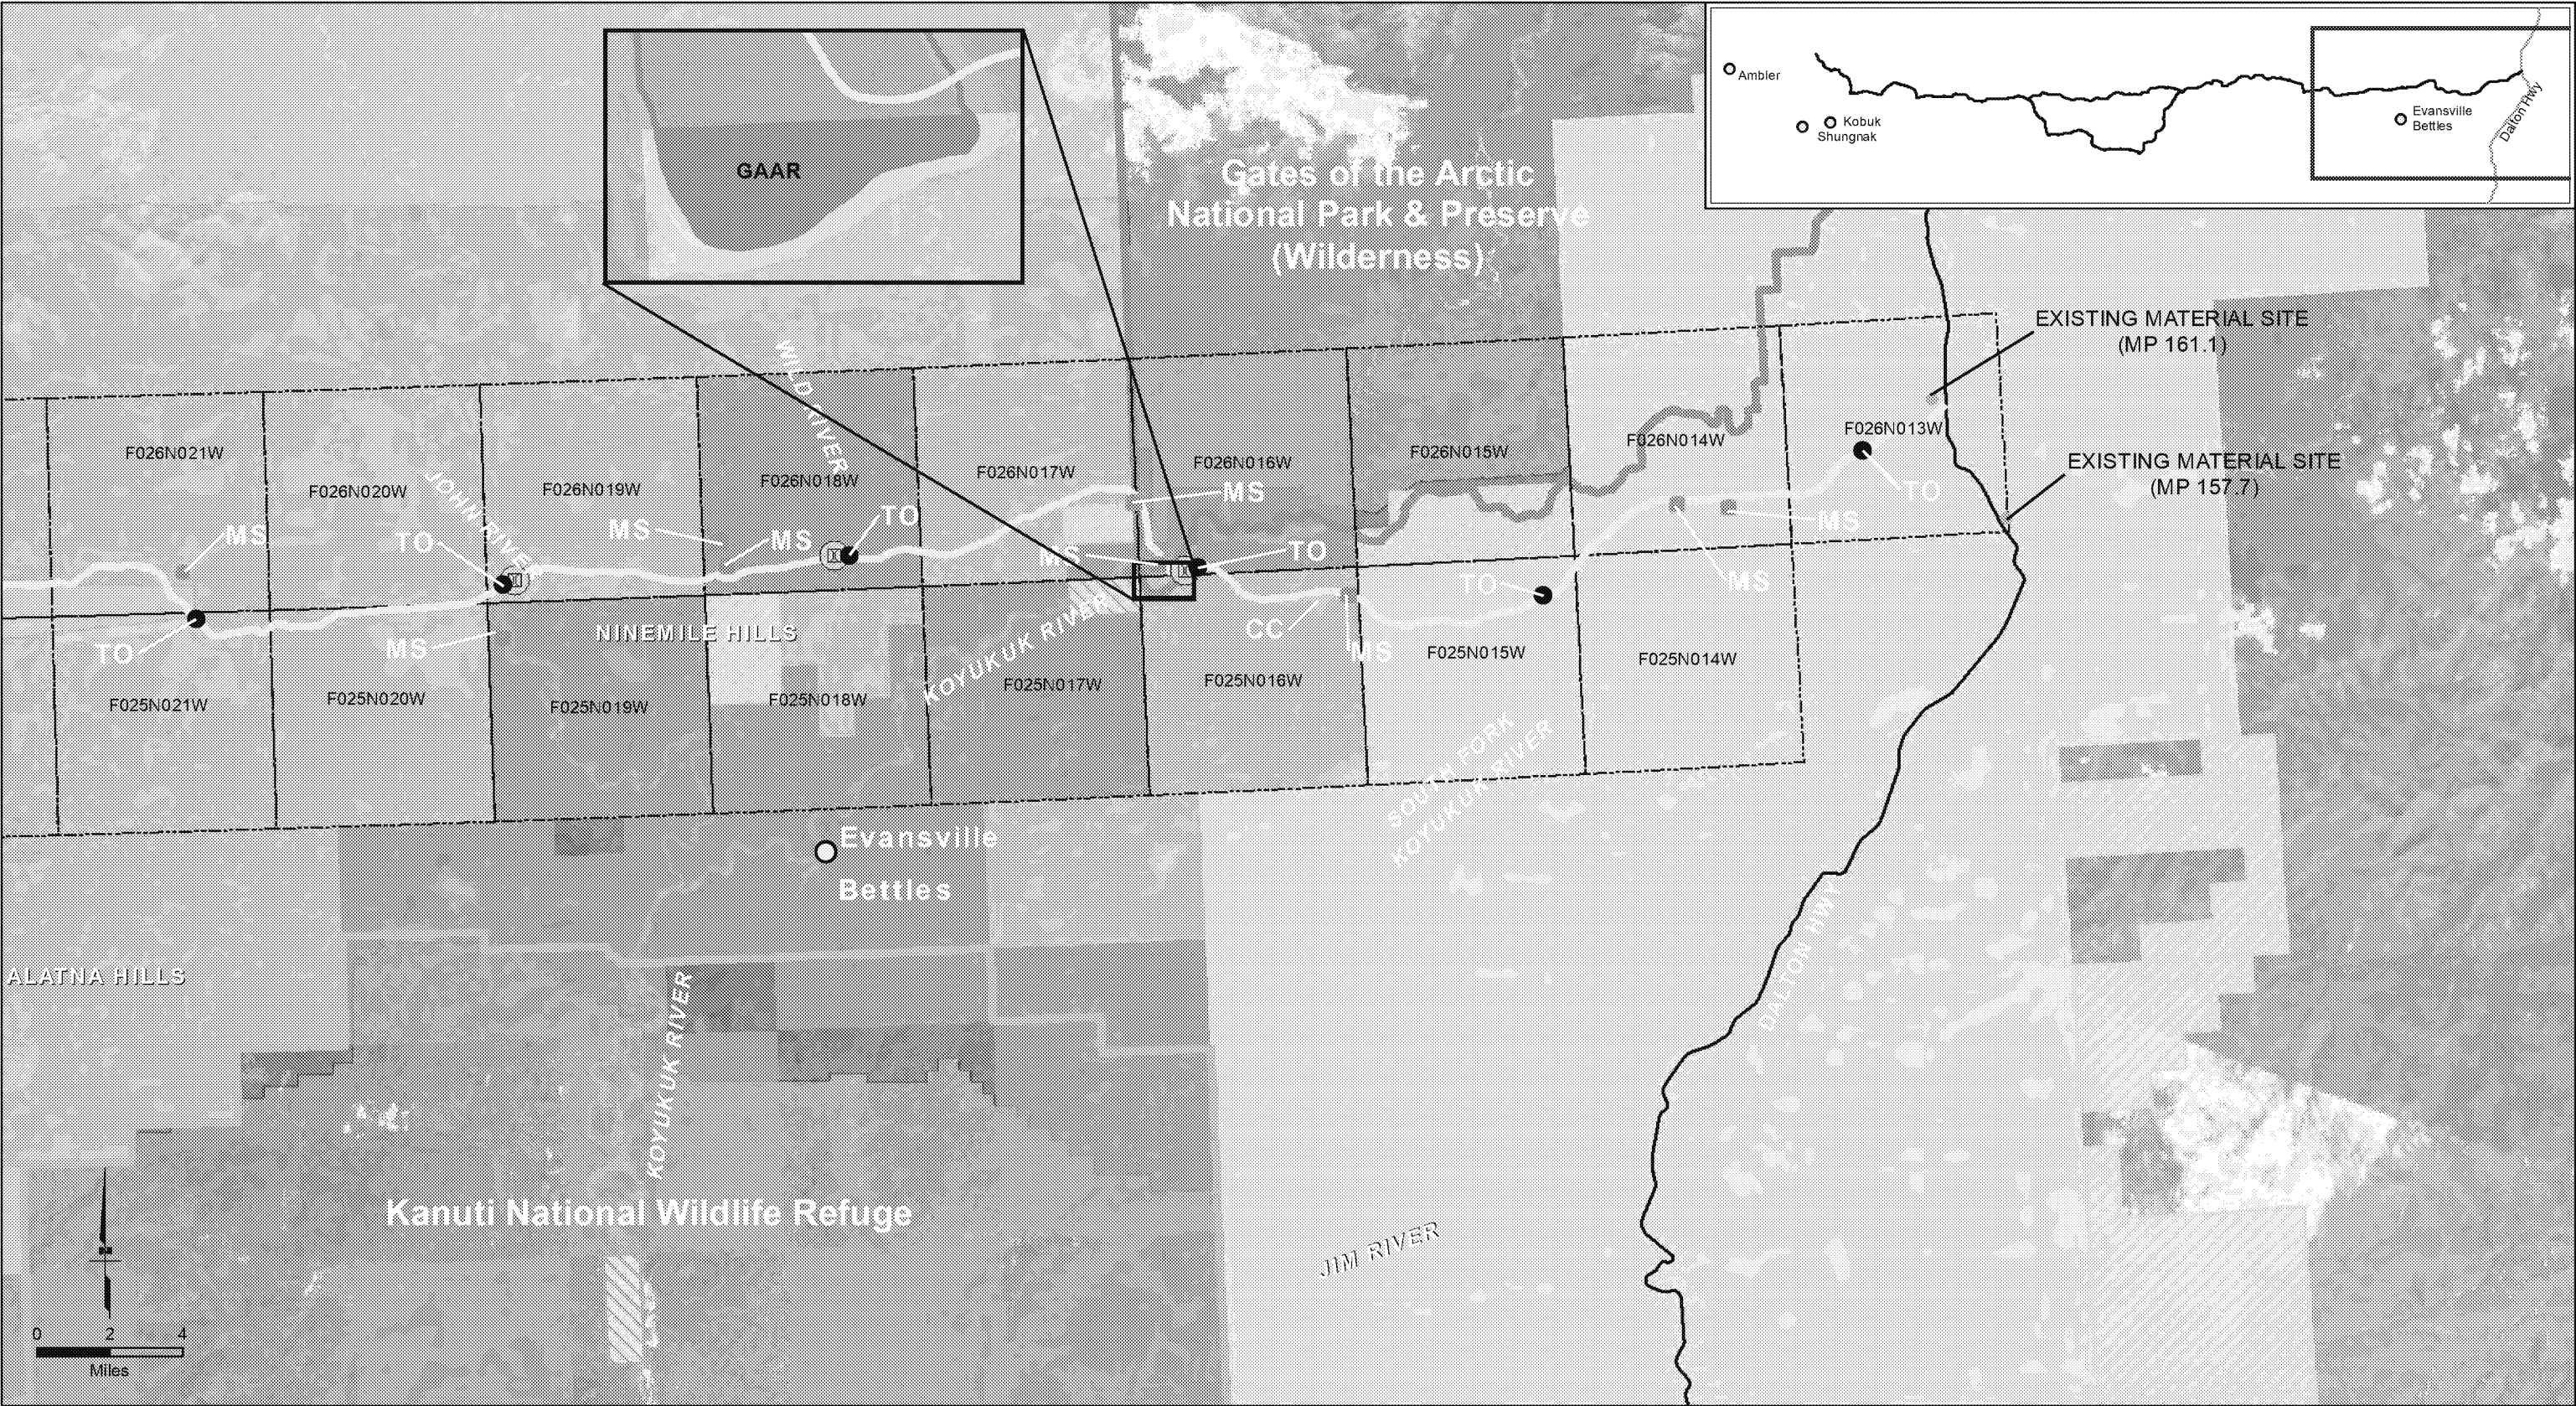 Ambler
Kobuk
Shungnak
Evansville
Bettles
Dalton Hwy
GAAR
Gates of the Arctic
National Park & Preserve
(Wilderness)
EXISTING MATERIAL SITE
(MP 161.1)
WILD RIVER
F026N021W
F026N020W
F026N019W
F026N018W
F026N017W
F026N016W
F026N015W
F026N014W
F026N013W
EXISTING MATERIAL SITE
(MP 157.7)
JOHN RIVER
MS
TO
MS
MS
TO
MS
MS
TO
TO
MS
TO
MS
TO
MS
CC
MS
NINEMILE HILLS
KOYUKUK RIVER
F025N021W
F025N020W
F025N019W
F025N018W
F025N017W
F025N016W
F025N015W
F025N014W
SOUTH FORK
KOYUKUK RIVER
Evansville
Bettles
DALTON HWY
ALATNA HILLS
KOYUKUK RIVER
Kanuti National Wildlife Refuge
JIM RIVER
0 2 4
Miles